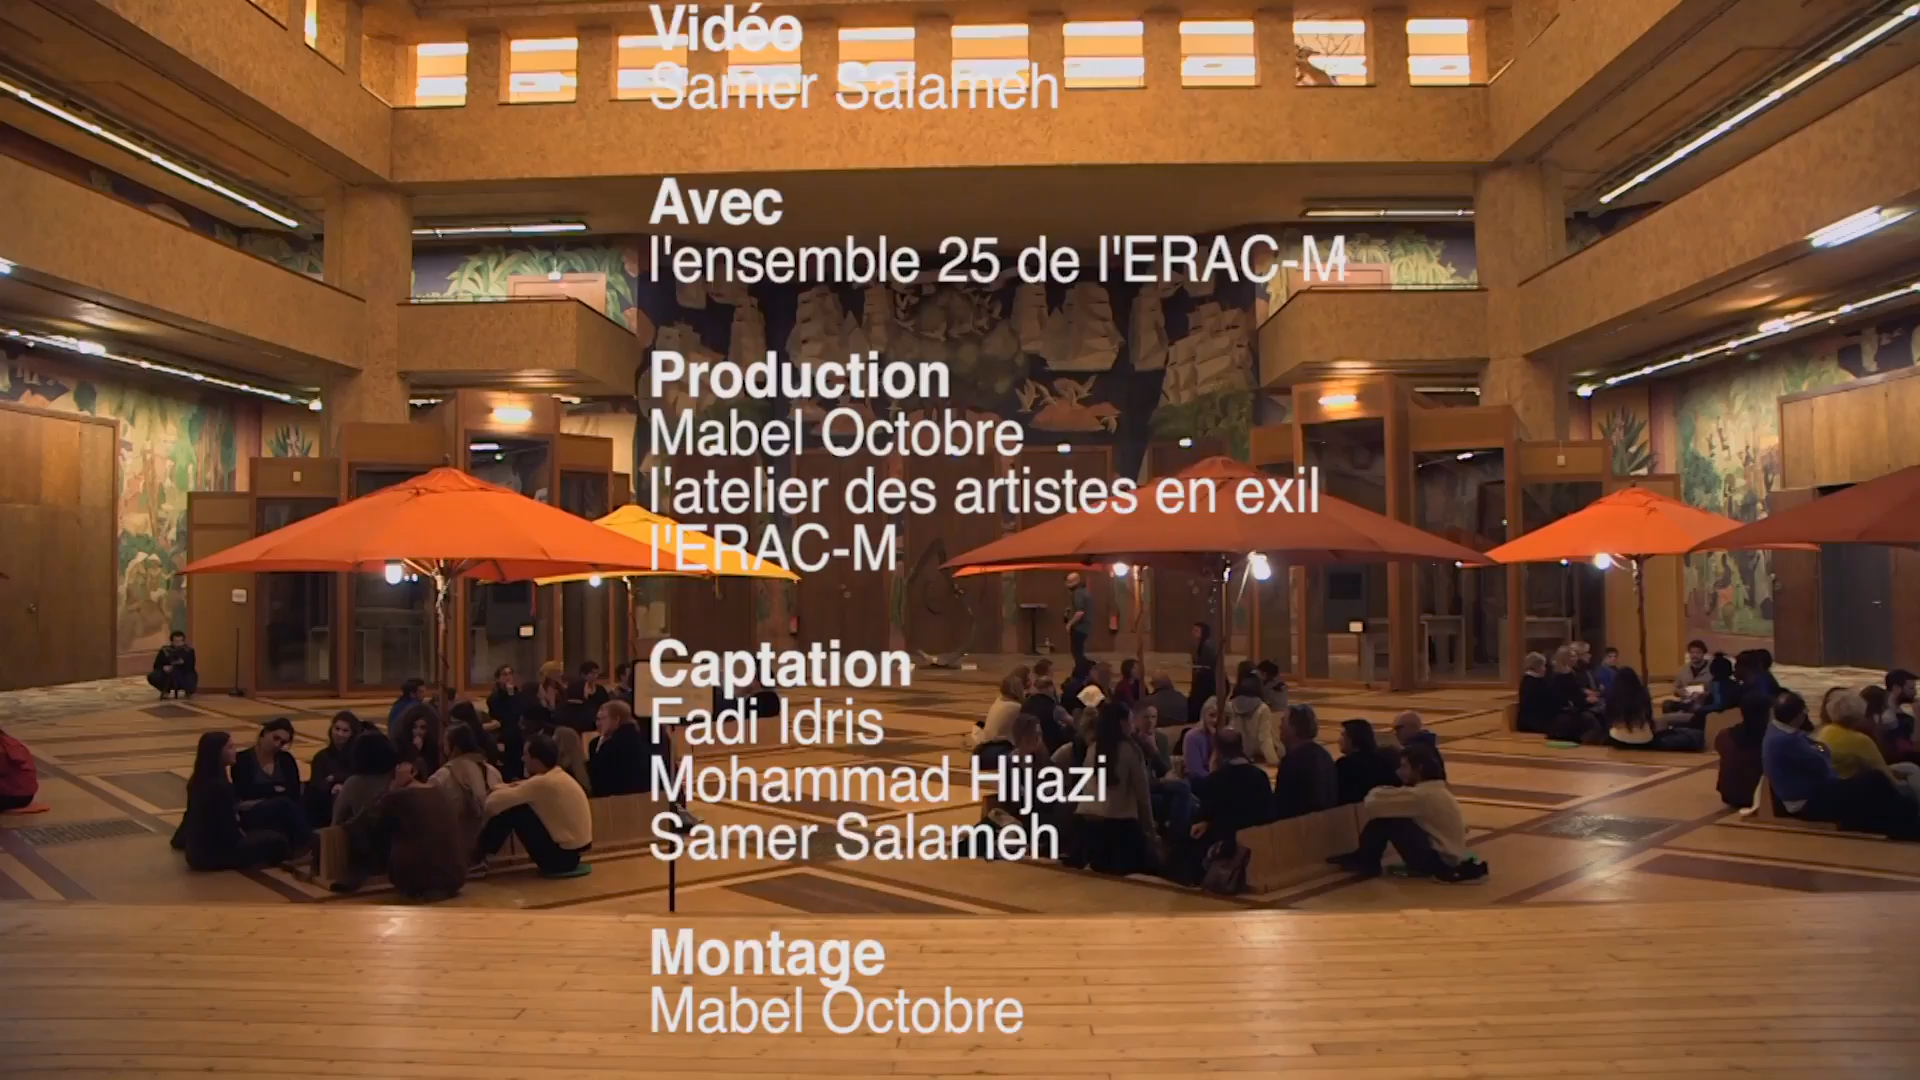 Vidéo
Samer Salameh
Avec
l'ensemble 25 de l'ERAC-M
Production
Mabel Octobre
l'atelier des artistes en exil
l'ERAC-M
Captation
Fadi Idris
Mohammad Hijazi
Samer Salameh
Montage
Mabel Octobre